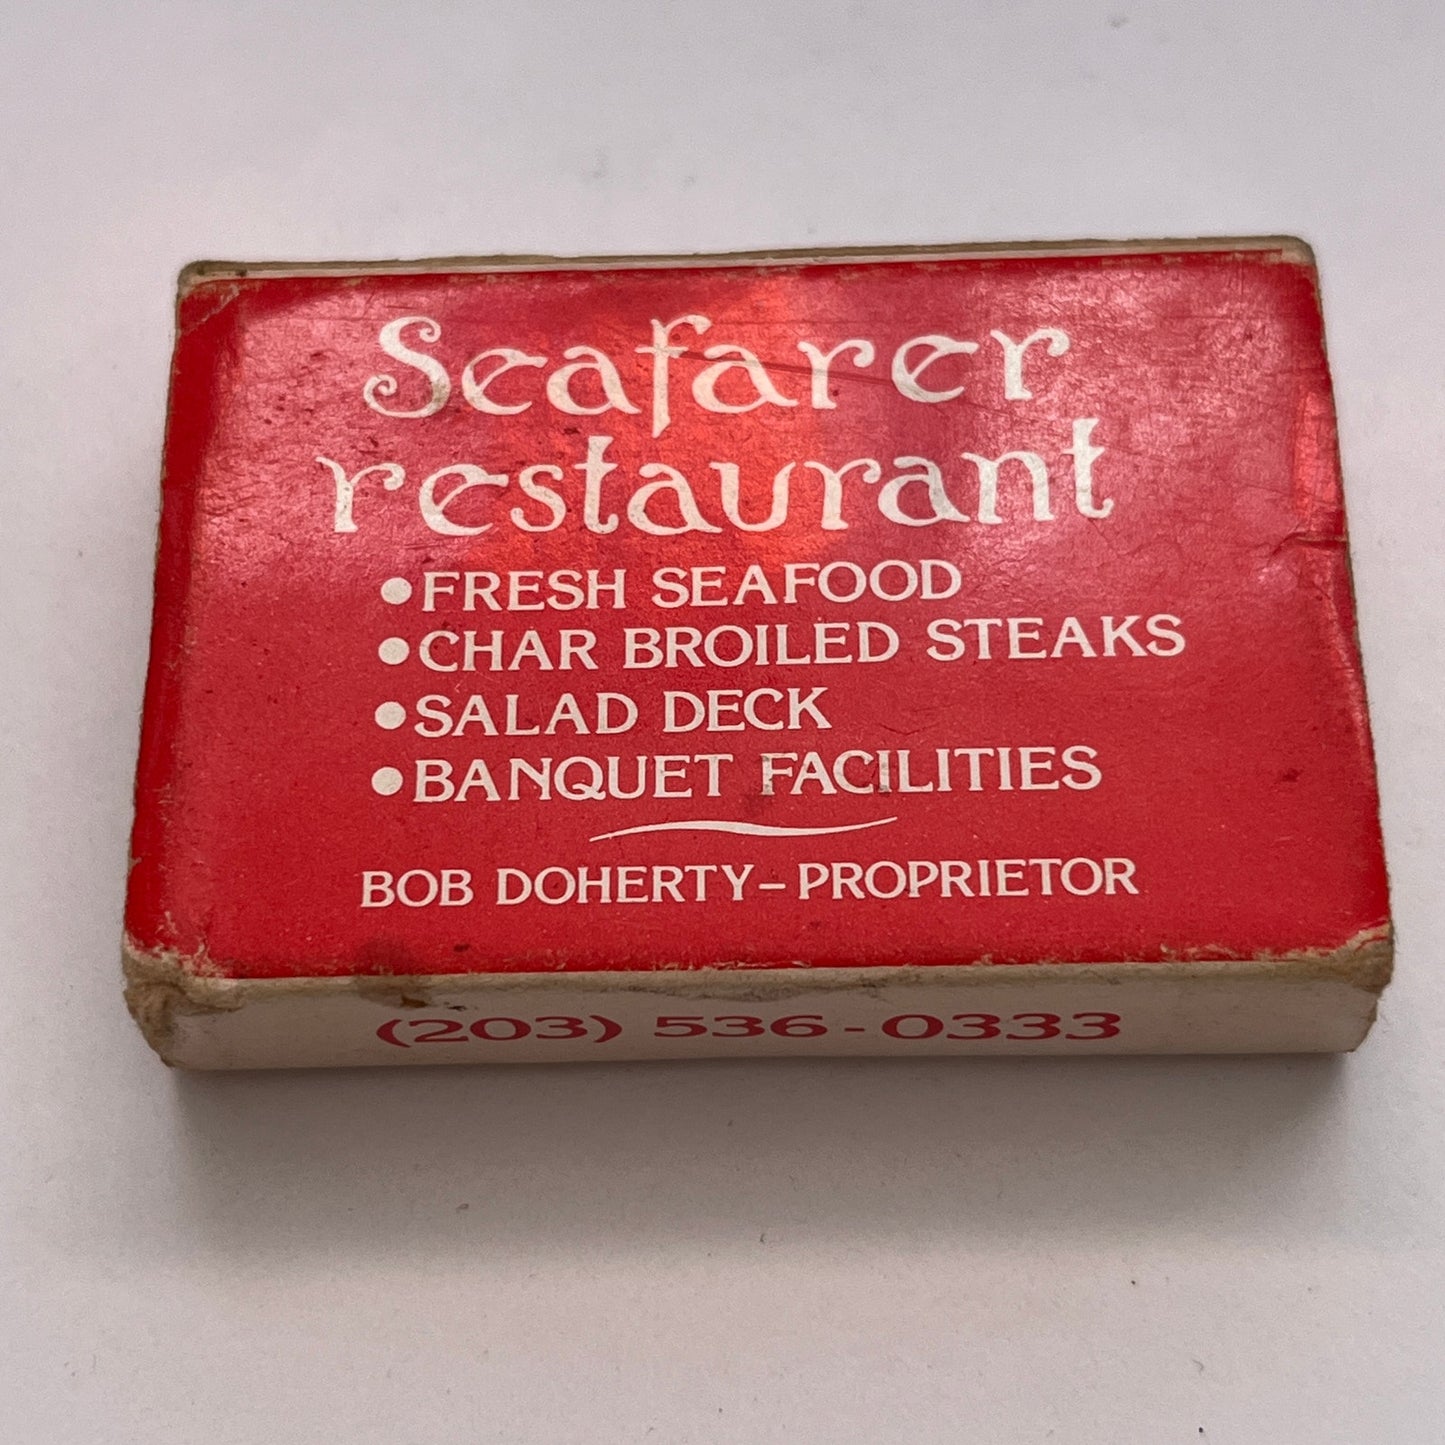 Seafarer
restaurant
•FRESH SEAFOOD
•CHAR BROILED STEAKS
•SALAD DECK
•BANQUET FACILITIES
BOB DOHERTY–PROPRIETOR
(203) 536-0333